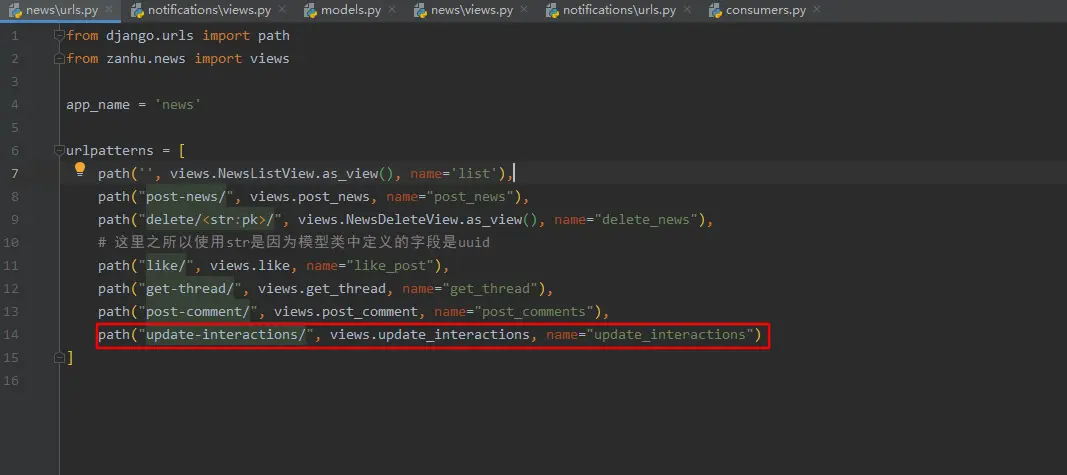 news\urls.py notifications\views.py models.py news\views.py notifications\urls.py consumers.py
1 from django.urls import path
2 from zanhu.news import views
3
4 app_name = 'news'
5
6 urlpatterns = [
7 path('', views.NewsListView.as_view(), name='list'),
8 path("post-news/", views.post_news, name="post_news"),
9 path("delete/<str:pk>/", views.NewsDeleteView.as_view(), name="delete_news"),
10 # 这里之所以使用str是因为模型类中定义的字段是uuid
11 path("like/", views.like, name="like_post"),
12 path("get-thread/", views.get_thread, name="get_thread"),
13 path("post-comment/", views.post_comment, name="post_comments"),
14 path("update-interactions/", views.update_interactions, name="update_interactions")
15 ]
16